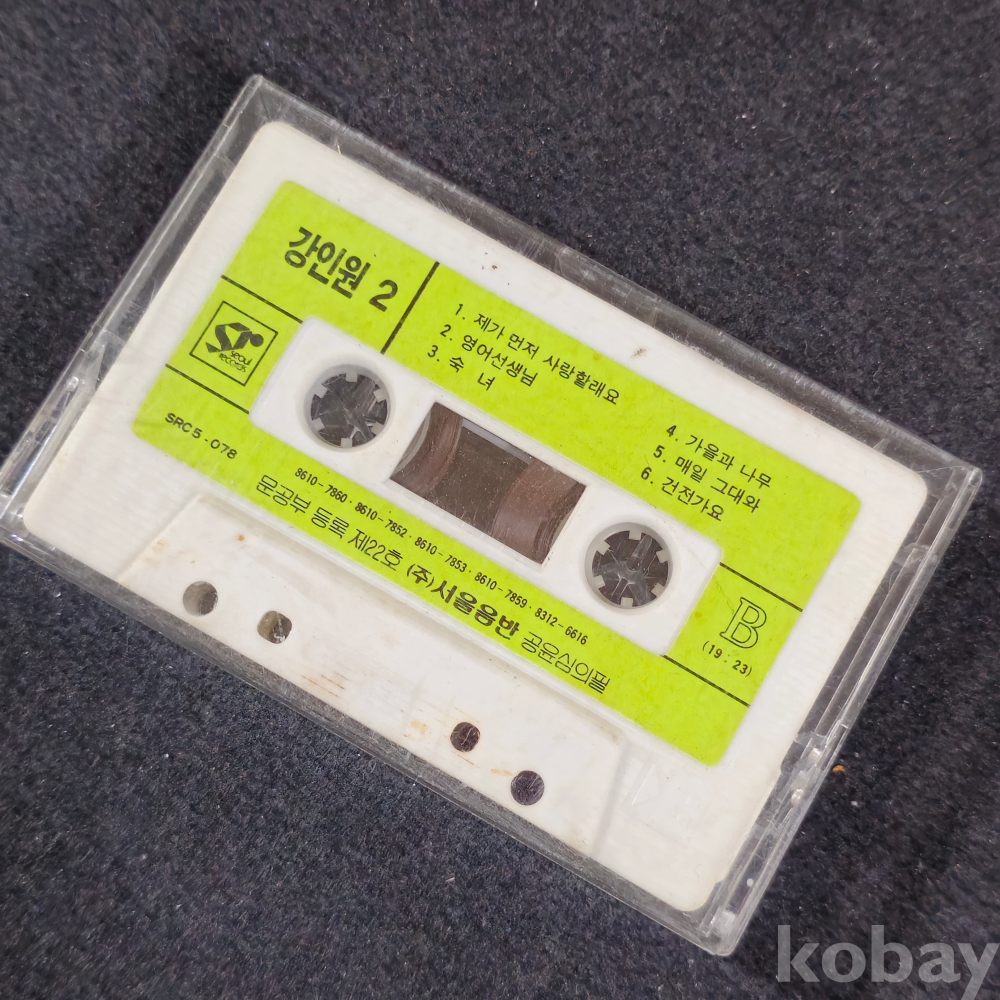 강인원 2
1. 제가 먼저 사랑할래요
2. 영어선생님
3. 숙 녀
4. 가을과 나무
5. 매일 그대와
6. 건전가요
seoul
records
SRC5.078
B
(19:23)
8610-7860·8610-7852·8610-7853·8610-7859·8312-6616
문공부 등록 제22호 (주)서울음반 공윤심의필
kobay